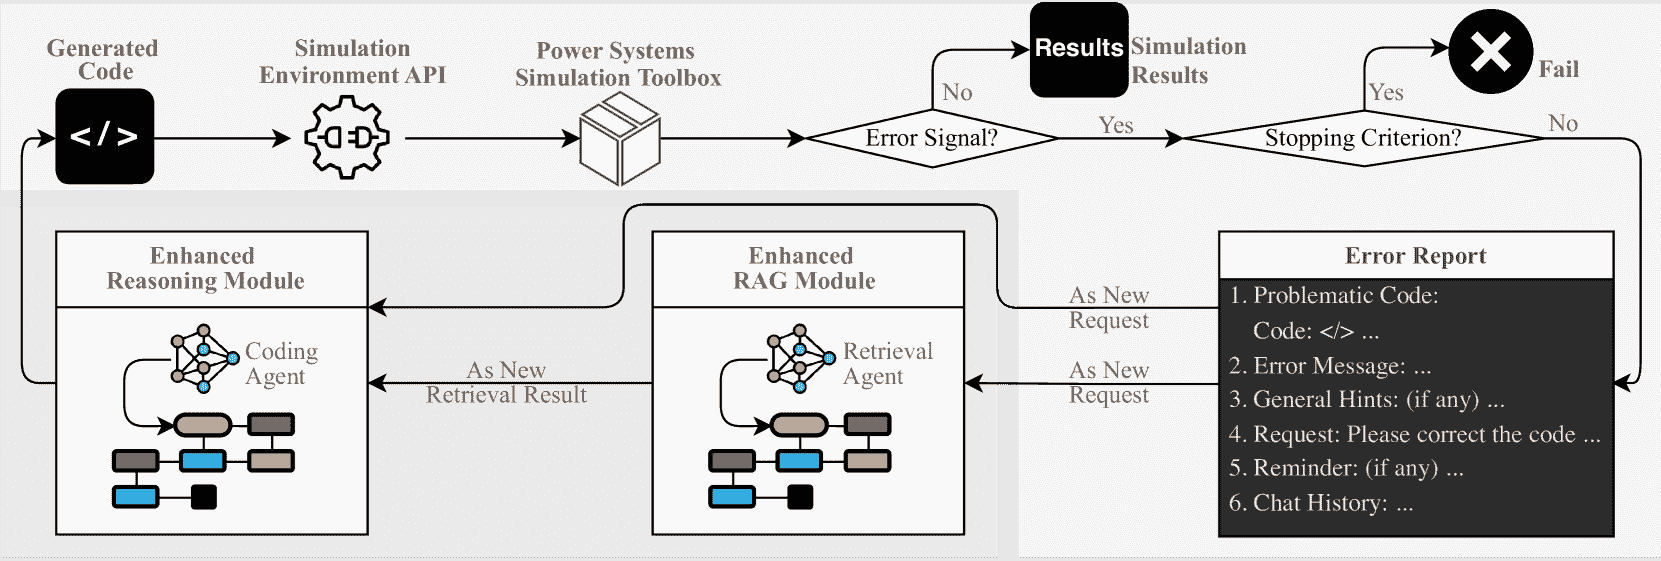 Generated
Code
</>
Simulation
Environment API
Power Systems
Simulation Toolbox
Error Signal?
No
Results
Simulation
Results
Yes
Stopping Criterion?
Yes
Fail
No
Enhanced
Reasoning Module
Coding
Agent
As New
Retrieval Result
Enhanced
RAG Module
Retrieval
Agent
As New
Request
As New
Request
Error Report
1. Problematic Code:
Code: </> ...
2. Error Message: ...
3. General Hints: (if any) ...
4. Request: Please correct the code ...
5. Reminder: (if any) ...
6. Chat History: ...